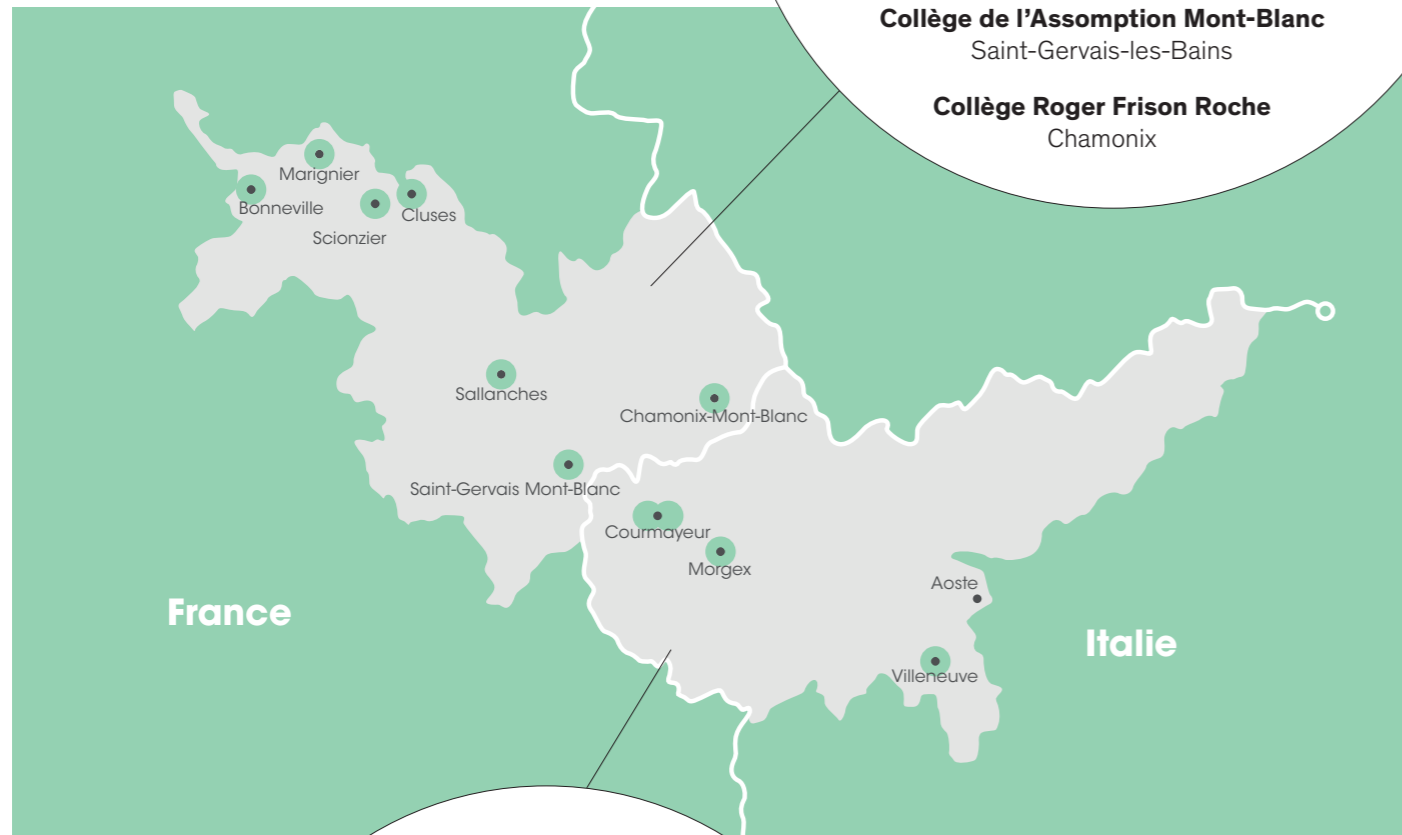 Collège de l’Assomption Mont-Blanc
Saint-Gervais-les-Bains
Collège Roger Frison Roche
Chamonix
Marignier
Bonneville
Cluses
Scionzier
Sallanches
Chamonix-Mont-Blanc
Saint-Gervais Mont-Blanc
Courmayeur
Morgex
Aoste
France
Italie
Villeneuve